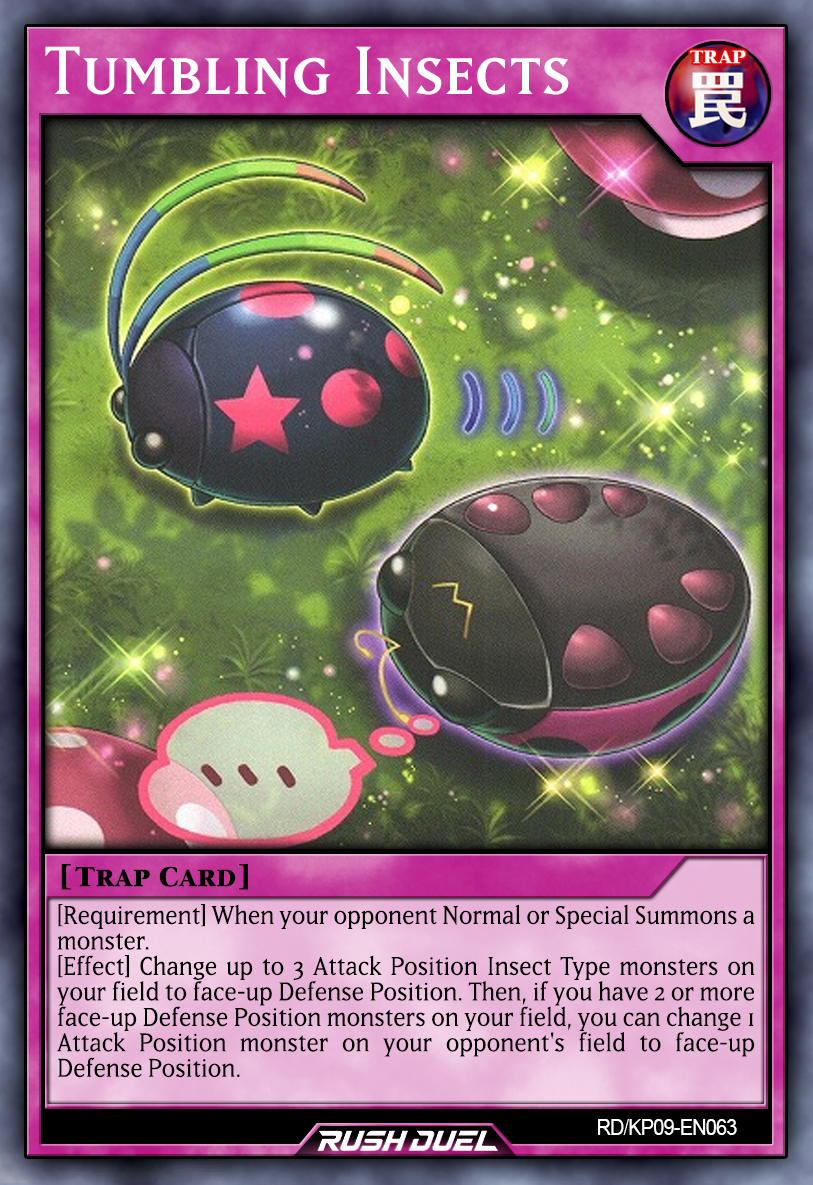 Tumbling Insects
TRAP
罠
[Trap Card]
[Requirement] When your opponent Normal or Special Summons a
monster.
[Effect] Change up to 3 Attack Position Insect Type monsters on
your field to face-up Defense Position. Then, if you have 2 or more
face-up Defense Position monsters on your field, you can change 1
Attack Position monster on your opponent's field to face-up
Defense Position.
RD/KP09-EN063
RUSH DUEL